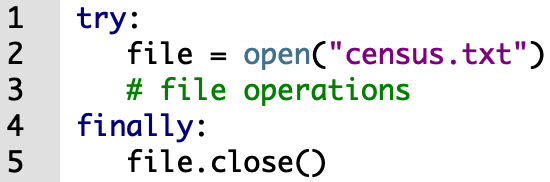 1 try:
2    file = open("census.txt")
3    # file operations
4 finally:
5    file.close()